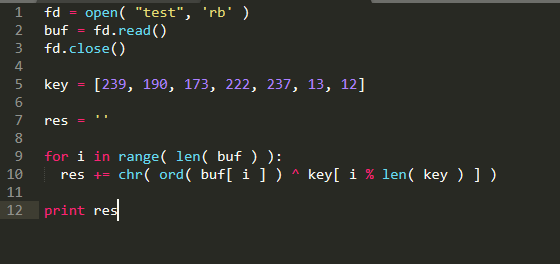 1 fd = open( "test", 'rb' )
2 buf = fd.read()
3 fd.close()
4
5 key = [239, 190, 173, 222, 237, 13, 12]
6
7 res = ''
8
9 for i in range( len( buf ) ):
10 res += chr( ord( buf[ i ] ) ^ key[ i % len( key ) ] )
11
12 print res